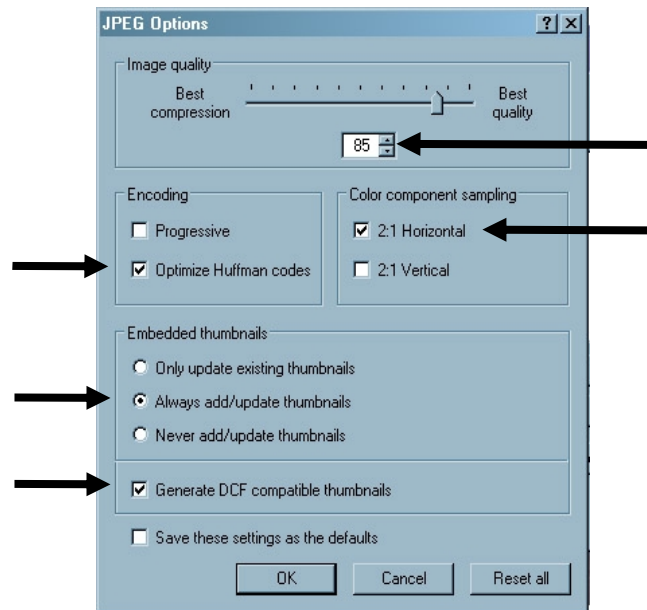 JPEG Options
Image quality
Best compression
Best quality
85
Encoding
Progressive
Optimize Huffman codes
Color component sampling
2:1 Horizontal
2:1 Vertical
Embedded thumbnails
Only update existing thumbnails
Always add/update thumbnails
Never add/update thumbnails
Generate DCF compatible thumbnails
Save these settings as the defaults
OK
Cancel
Reset all